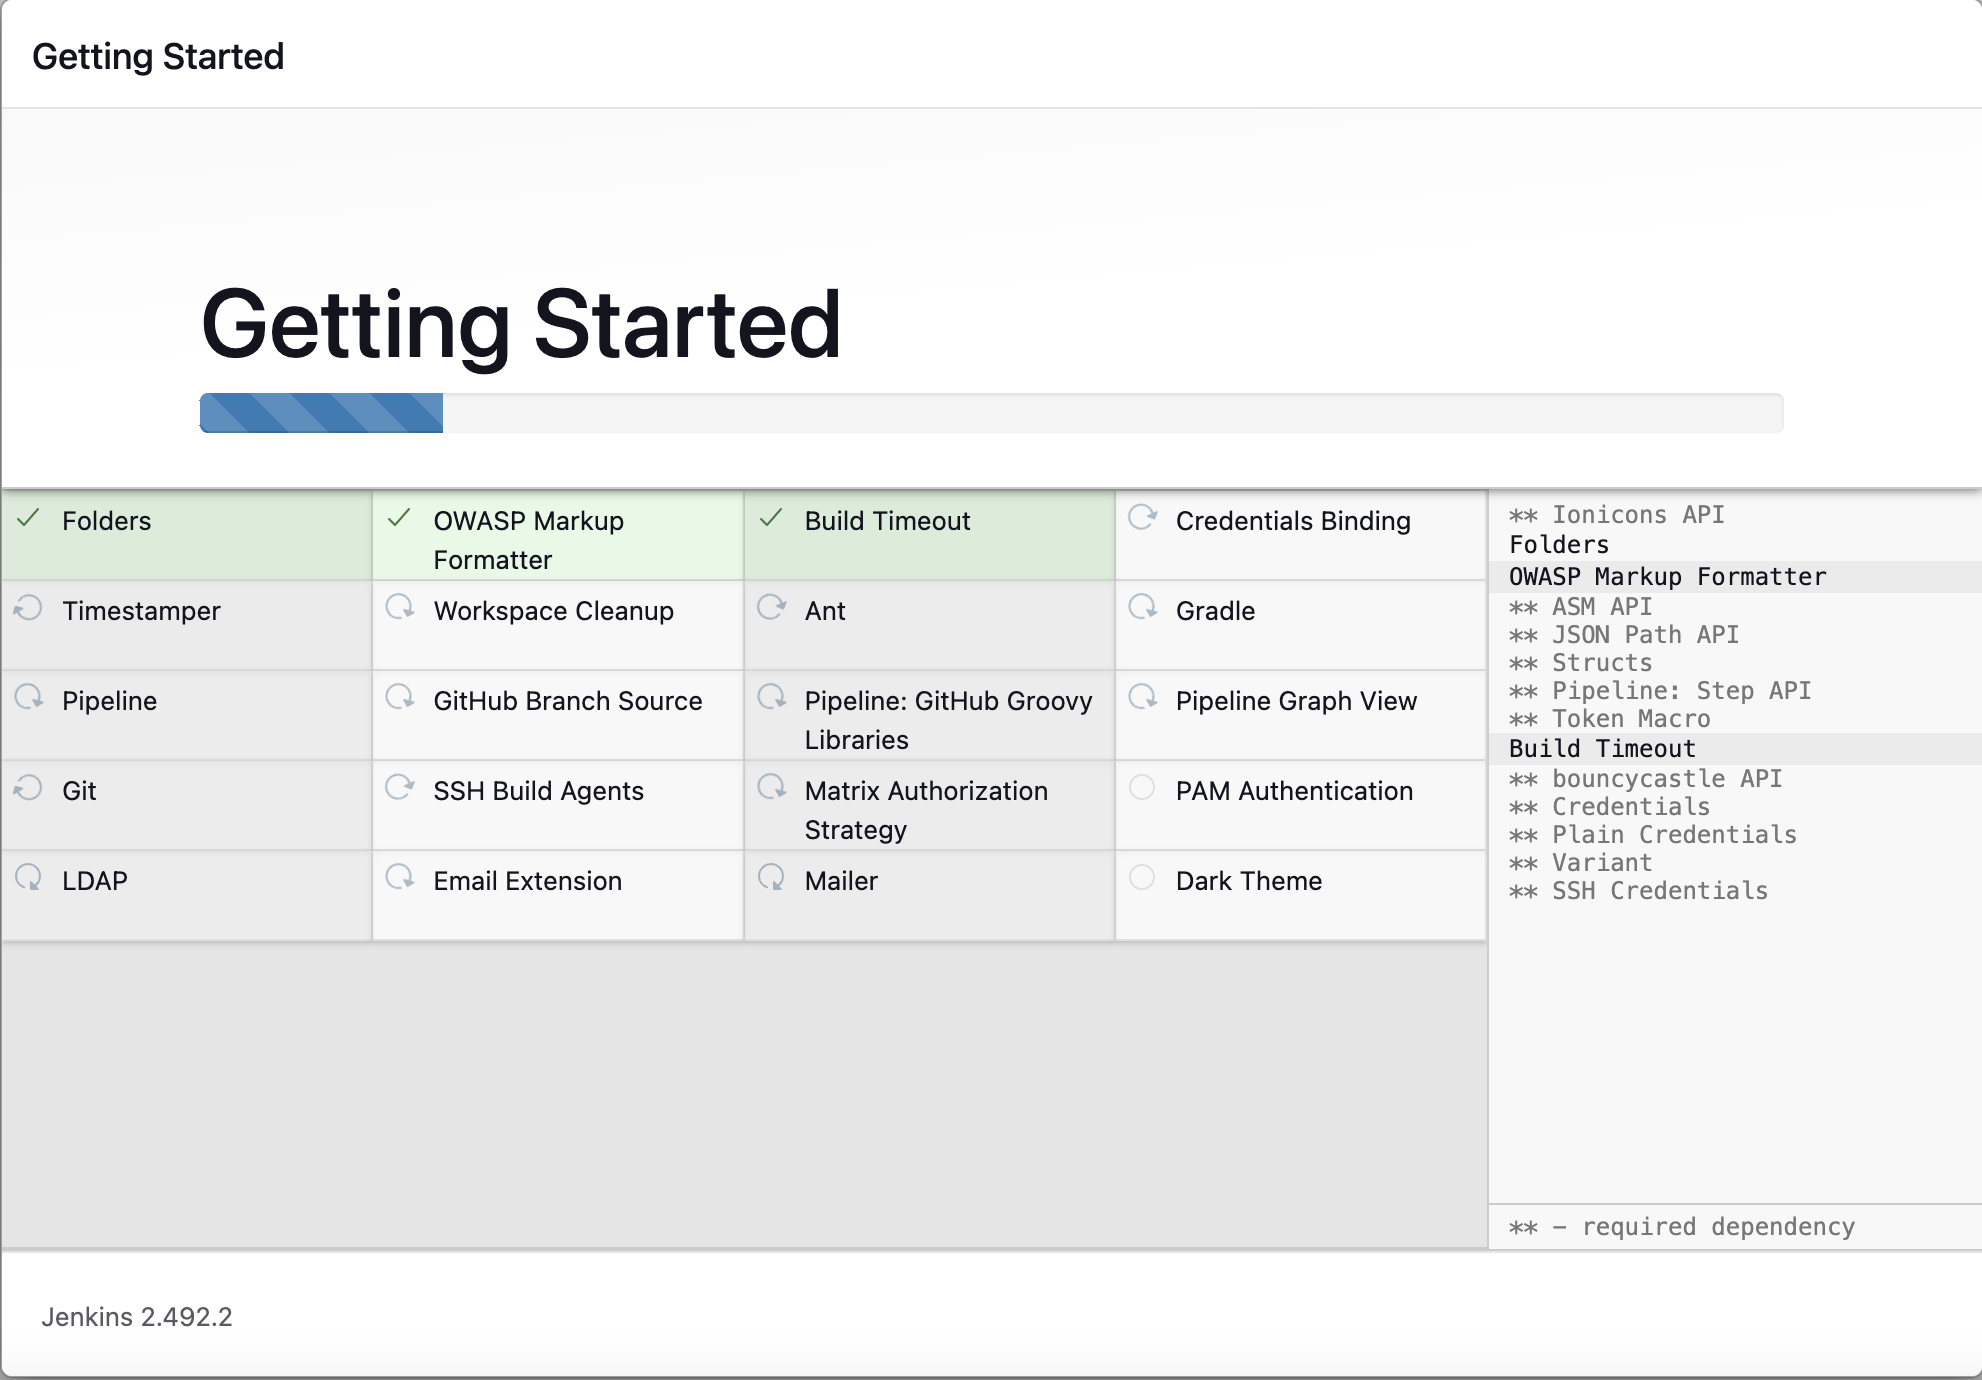 Getting Started
Getting Started
Folders
OWASP Markup
Formatter
Build Timeout
Credentials Binding
Timestamper
Workspace Cleanup
Ant
Gradle
Pipeline
GitHub Branch Source
Pipeline: GitHub Groovy
Libraries
Pipeline Graph View
Git
SSH Build Agents
Matrix Authorization
Strategy
PAM Authentication
LDAP
Email Extension
Mailer
Dark Theme
** Ionicons API
Folders
OWASP Markup Formatter
** ASM API
** JSON Path API
** Structs
** Pipeline: Step API
** Token Macro
Build Timeout
** bouncycastle API
** Credentials
** Plain Credentials
** Variant
** SSH Credentials
** – required dependency
Jenkins 2.492.2